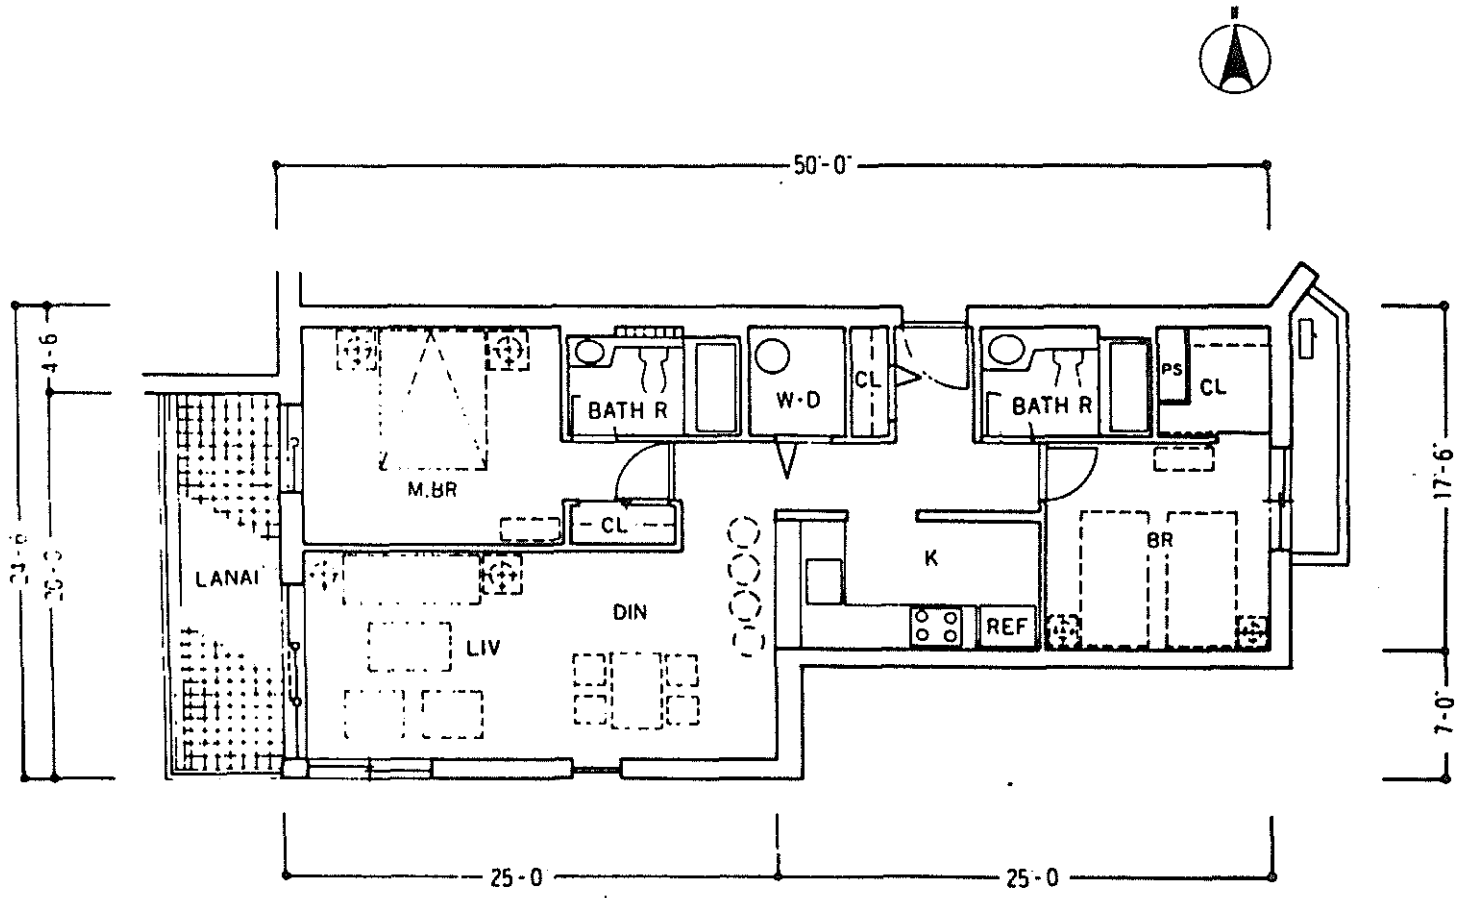 N
50'-0"
4-6
BATH R
W·D
CL
BATH R
PS
CL
M.BR
17'-6"
CL
BR
LANAI
K
DIN
REF
LIV
7'-0"
25-0
25-0